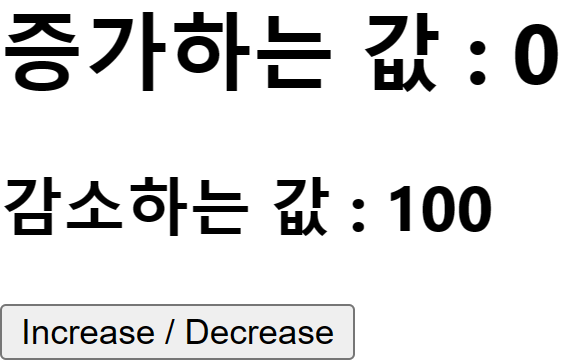 증가하는 값 : 0
감소하는 값 : 100
Increase / Decrease